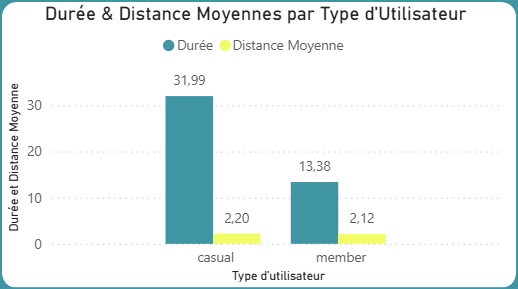 Durée & Distance Moyennes par Type d'Utilisateur
Durée Distance Moyenne
Durée et Distance Moyenne
30
20
10
0
31,99
2,20
13,38
2,12
casual member
Type d'utilisateur